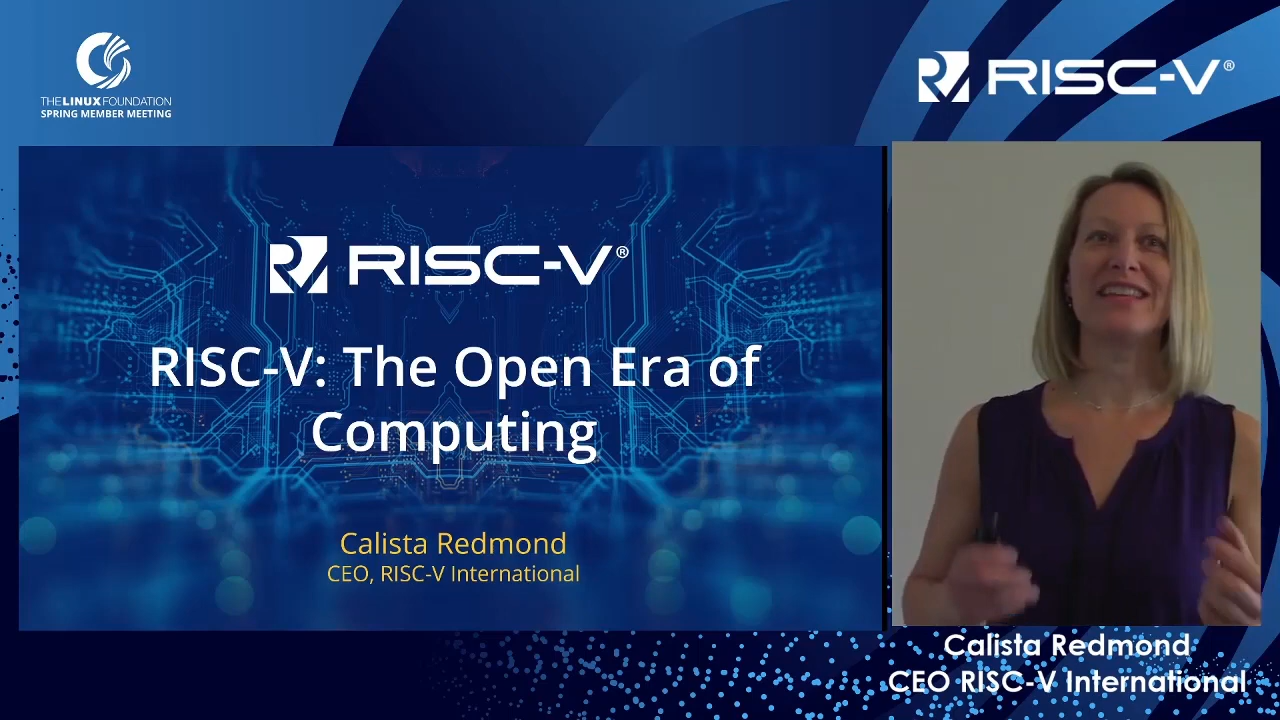 THE LINUX FOUNDATION
SPRING MEMBER MEETING
RISC-V®
RISC-V®
RISC-V: The Open Era of
Computing
Calista Redmond
CEO, RISC-V International
Calista Redmond
CEO RISC-V International